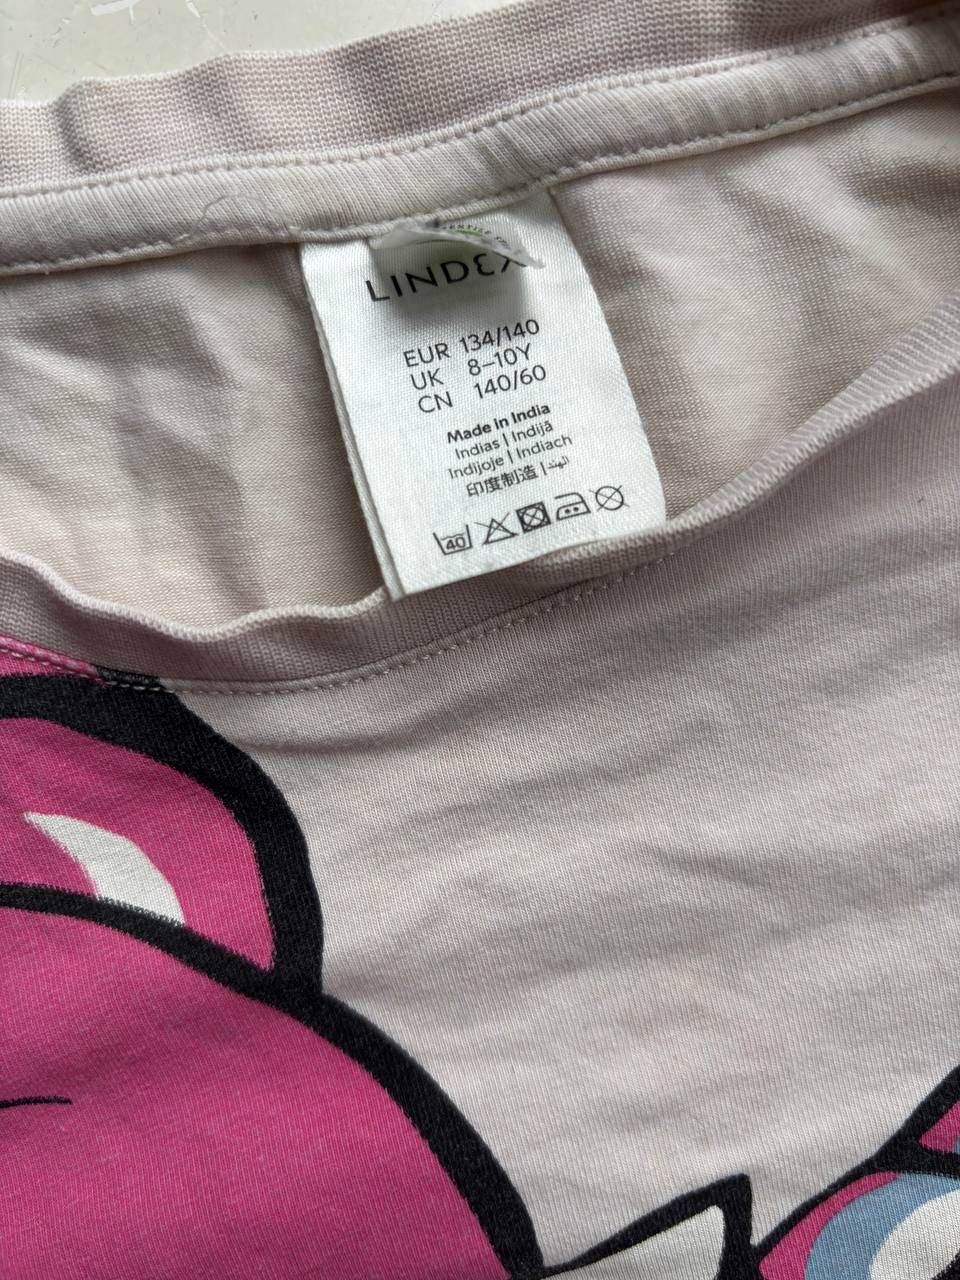 LINDEX
EUR 134/140
UK 8–10Y
CN 140/60
Made in India
Indias | Indijā
Indijoje | Indiach
印度制造 | الهند
40